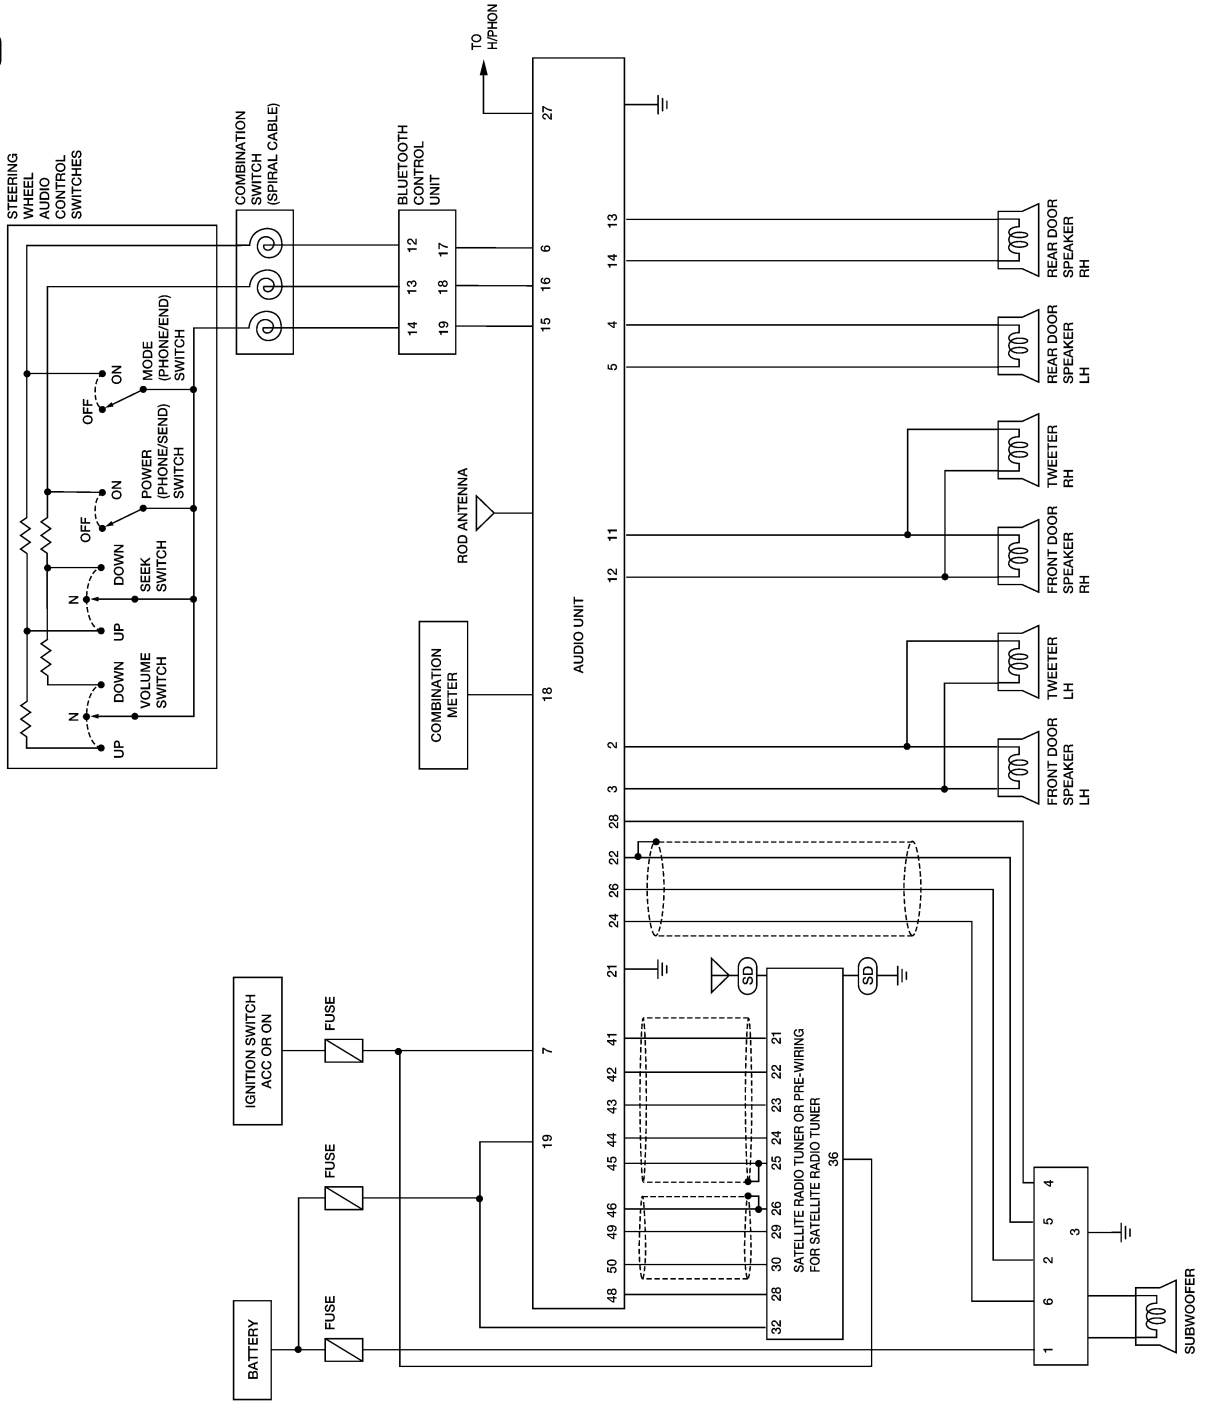 STEERING
WHEEL
AUDIO
CONTROL
SWITCHES
VOLUME
SWITCH
UP
N
DOWN
SEEK
SWITCH
UP
N
DOWN
POWER
(PHONE/SEND)
SWITCH
OFF
ON
MODE
(PHONE/END)
SWITCH
OFF
ON
COMBINATION
SWITCH
(SPIRAL CABLE)
BLUETOOTH
CONTROL
UNIT
14
13
12
19
18
17
TO
H/PHON
BATTERY
IGNITION SWITCH
ACC OR ON
FUSE
FUSE
FUSE
COMBINATION
METER
ROD ANTENNA
19
7
18
15
16
6
27
AUDIO UNIT
48
50
49
46
45
44
43
42
41
21
24
26
22
28
3
2
12
11
5
4
14
13
SD
SD
32
28
30
29
26
25
24
23
22
21
SATELLITE RADIO TUNER OR PRE-WIRING
FOR SATELLITE RADIO TUNER
36
1
6
2
5
4
3
SUBWOOFER
FRONT DOOR
SPEAKER
LH
TWEETER
LH
FRONT DOOR
SPEAKER
RH
TWEETER
RH
REAR DOOR
SPEAKER
LH
REAR DOOR
SPEAKER
RH